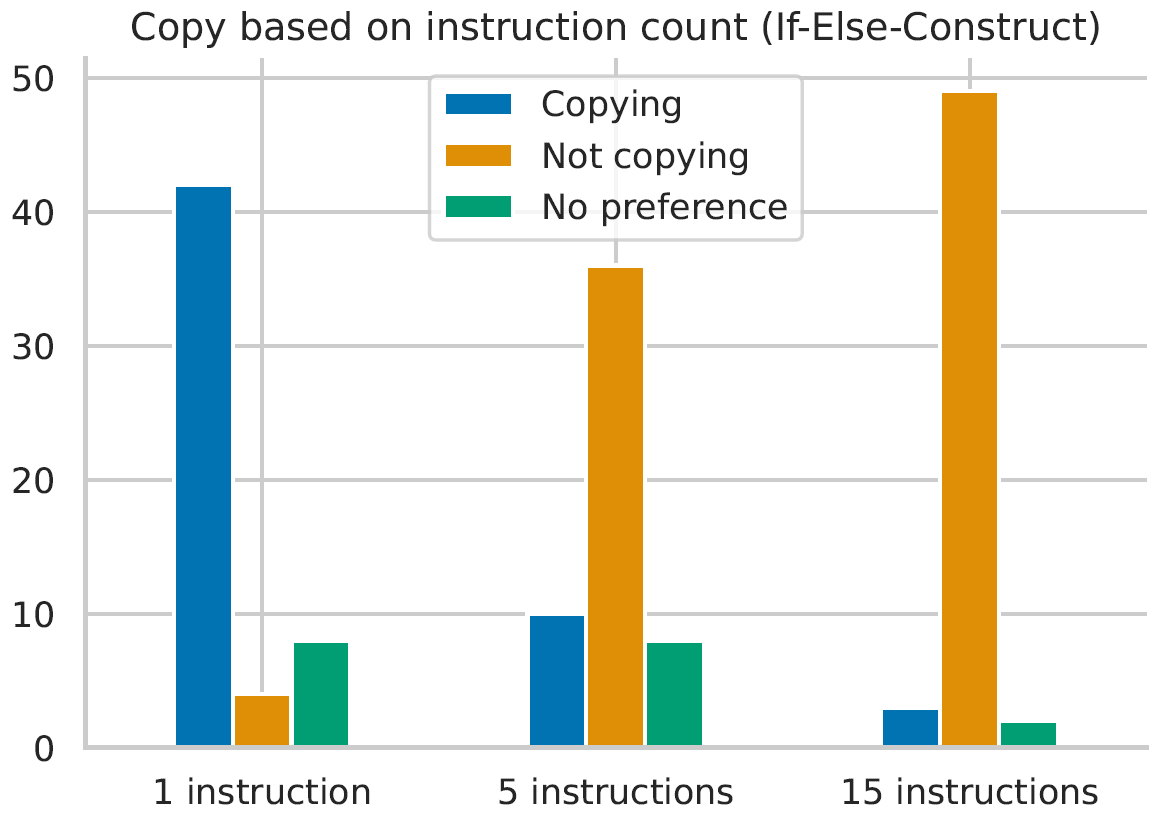 Copy based on instruction count (If-Else-Construct)
50
40
30
20
10
0
Copying
Not copying
No preference
1 instruction
5 instructions
15 instructions